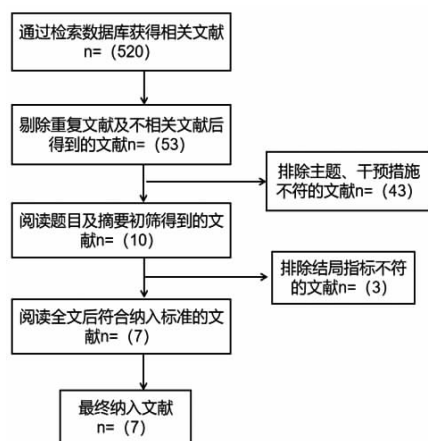 通过检索数据库获得相关文献
n=（520）
剔除重复文献及不相关文献后
得到的文献n=（53）
排除主题、干预措施
不符的文献n=（43）
阅读题目及摘要初筛得到的文
献n=（10）
排除结局指标不符
的文献n=（3）
阅读全文后符合纳入标准的文
献n=（7）
最终纳入文献
n=（7）